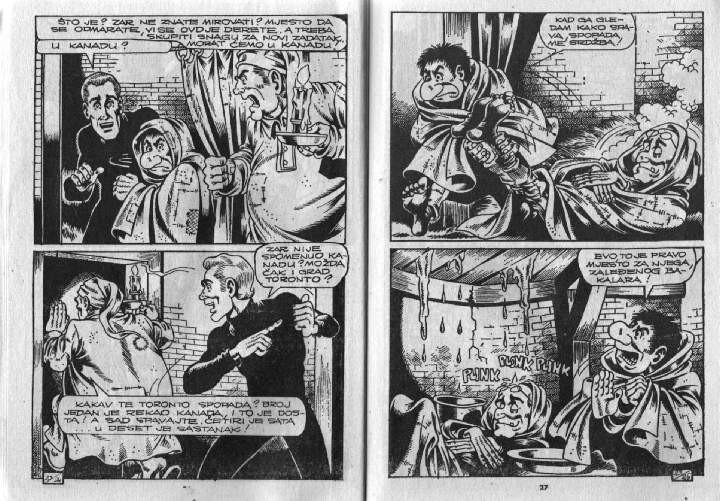 ŠTO JE? ZAR NE ZNATE MIROVATI? MJESTO DA
SE ODMARATE, VI SE OVDJE DERETE, A TREBA
SKUPITI SNAGU ZA NOVI ZADATAK,
MORAT ĆEMO U KANADU!
U KANADU?
ZAR NIJE
SPOMENUO KA-
NADU? MOŽDA
ČAK I GRAD
TORONTO?
KAKAV TE TORONTO SPOPADA? BROJ
JEDAN JE REKAO KANADA, I TO JE DOS-
TA! A SAD SPAVAJTE, ČETIRI JE SATA
...U DESET JE SASTANAK!
KAD GA GLE-
DAM KAKO SPA-
VA, SPOPADA
ME SRDŽBA!
EVO TO JE PRAVO
MJESTO ZA NJEGA,
ZALEĐENOG BA-
KALARA!
PLINK PLINK
PLINK
27